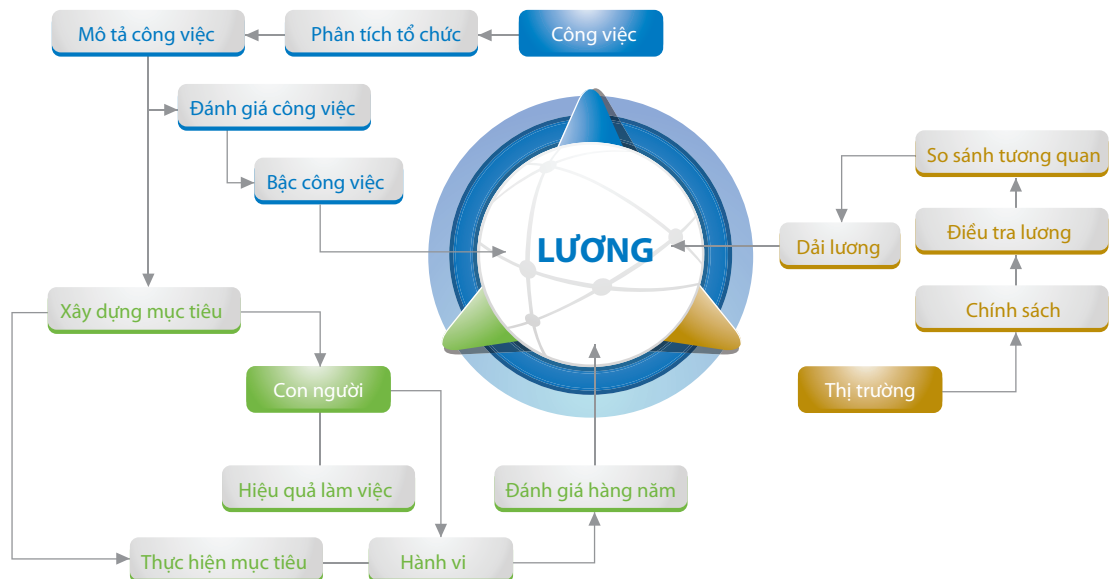 Mô tả công việc
Phân tích tổ chức
Công việc
Đánh giá công việc
Bậc công việc
So sánh tương quan
Điều tra lương
Dải lương
LƯƠNG
Chính sách
Xây dựng mục tiêu
Con người
Thị trường
Hiệu quả làm việc
Đánh giá hàng năm
Thực hiện mục tiêu
Hành vi